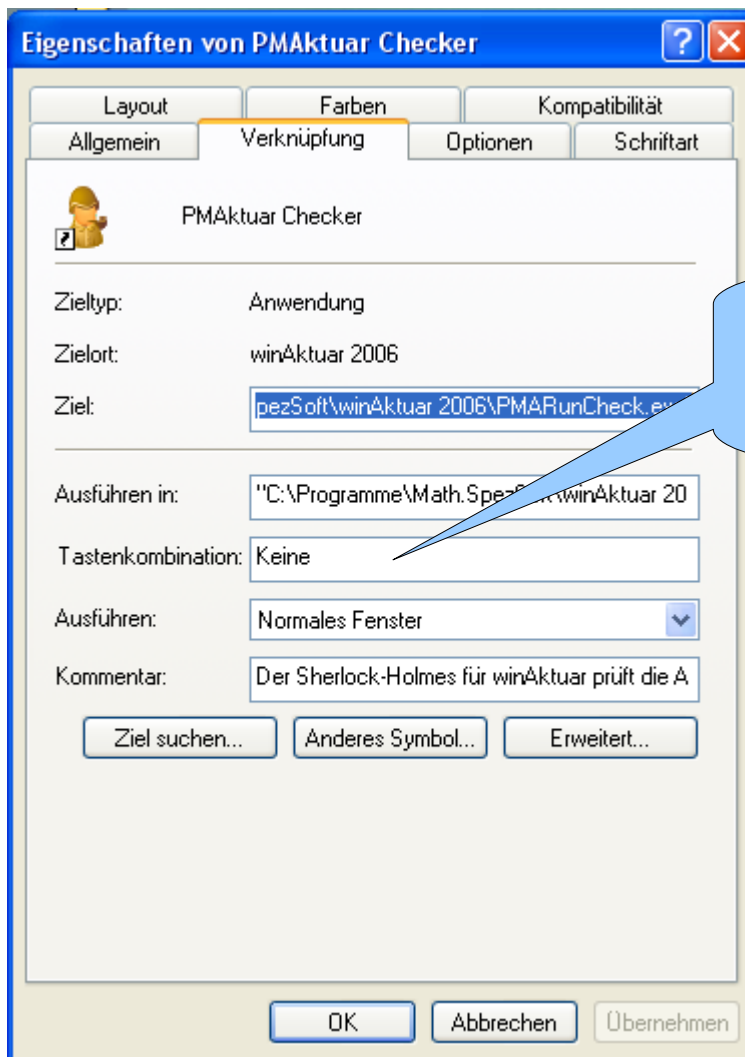 Eigenschaften von PMAktuar Checker
Layout Farben Kompatibilität
Allgemein Verknüpfung Optionen Schriftart
PMAktuar Checker
Zieltyp: Anwendung
Zielort: winAktuar 2006
Ziel: pezSoft\winAktuar 2006\PMARunCheck.ex
Ausführen in: "C:\Programme\Math. \winAktuar 20
Tastenkombination: Keine
Ausführen: Normales Fenster
Kommentar: Der Sherlock-Holmes für winAktuar prüft die A
Ziel suchen... Anderes Symbol... Erweitert...
OK Abbrechen Übernehmen